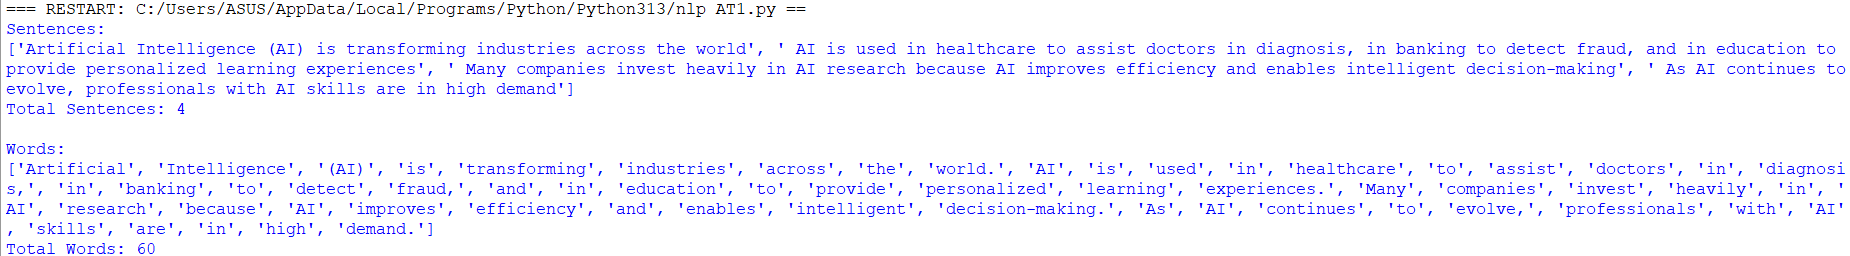 === RESTART: C:/Users/ASUS/AppData/Local/Programs/Python/Python313/nlp AT1.py ==
Sentences:
['Artificial Intelligence (AI) is transforming industries across the world', ' AI is used in healthcare to assist doctors in diagnosis, in banking to detect fraud, and in education to
provide personalized learning experiences', ' Many companies invest heavily in AI research because AI improves efficiency and enables intelligent decision-making', ' As AI continues to
evolve, professionals with AI skills are in high demand']
Total Sentences: 4

Words:
['Artificial', 'Intelligence', '(AI)', 'is', 'transforming', 'industries', 'across', 'the', 'world.', 'AI', 'is', 'used', 'in', 'healthcare', 'to', 'assist', 'doctors', 'in', 'diagnosi
s,', 'in', 'banking', 'to', 'detect', 'fraud,', 'and', 'in', 'education', 'to', 'provide', 'personalized', 'learning', 'experiences.', 'Many', 'companies', 'invest', 'heavily', 'in', '
AI', 'research', 'because', 'AI', 'improves', 'efficiency', 'and', 'enables', 'intelligent', 'decision-making.', 'As', 'AI', 'continues', 'to', 'evolve,', 'professionals', 'with', 'AI'
, 'skills', 'are', 'in', 'high', 'demand.']
Total Words: 60